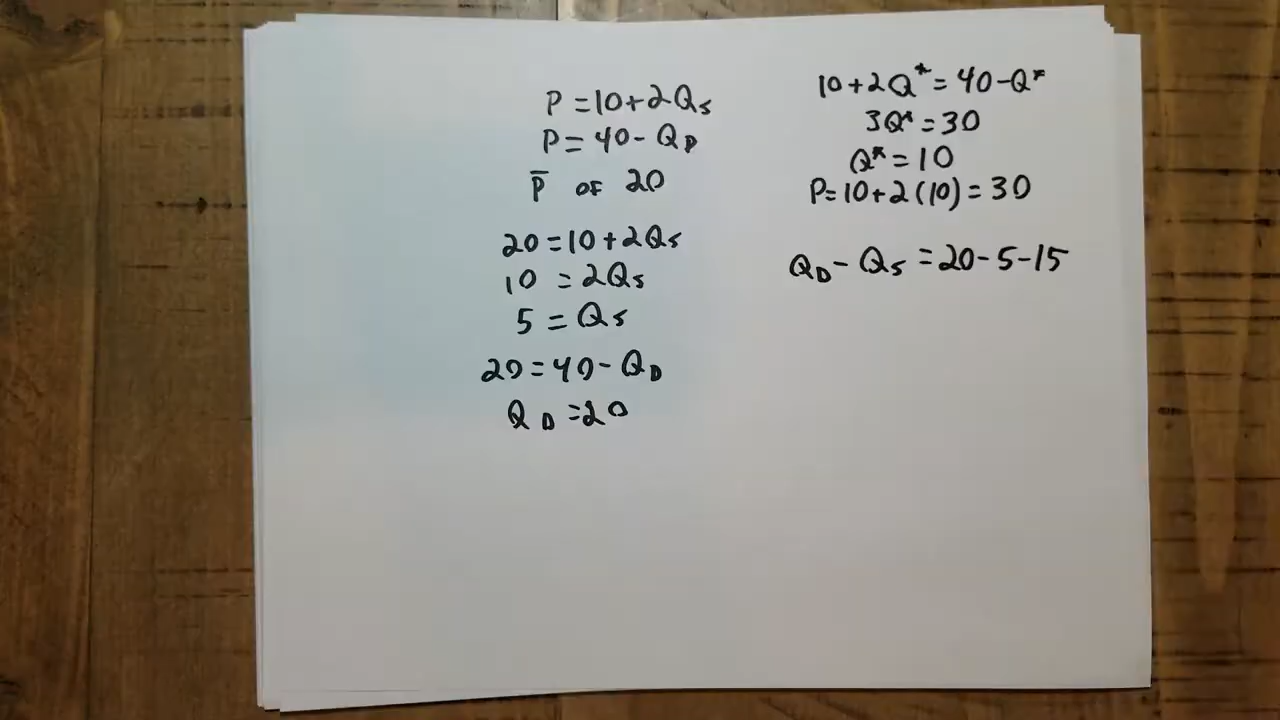 P = 10 + 2Qs
P = 40 - QD
P̄ of 20
20 = 10 + 2Qs
10 = 2Qs
5 = Qs
20 = 40 - QD
QD = 20
10 + 2Q* = 40 - Q*
3Q* = 30
Q* = 10
P = 10 + 2(10) = 30
QD - Qs = 20 - 5 - 15